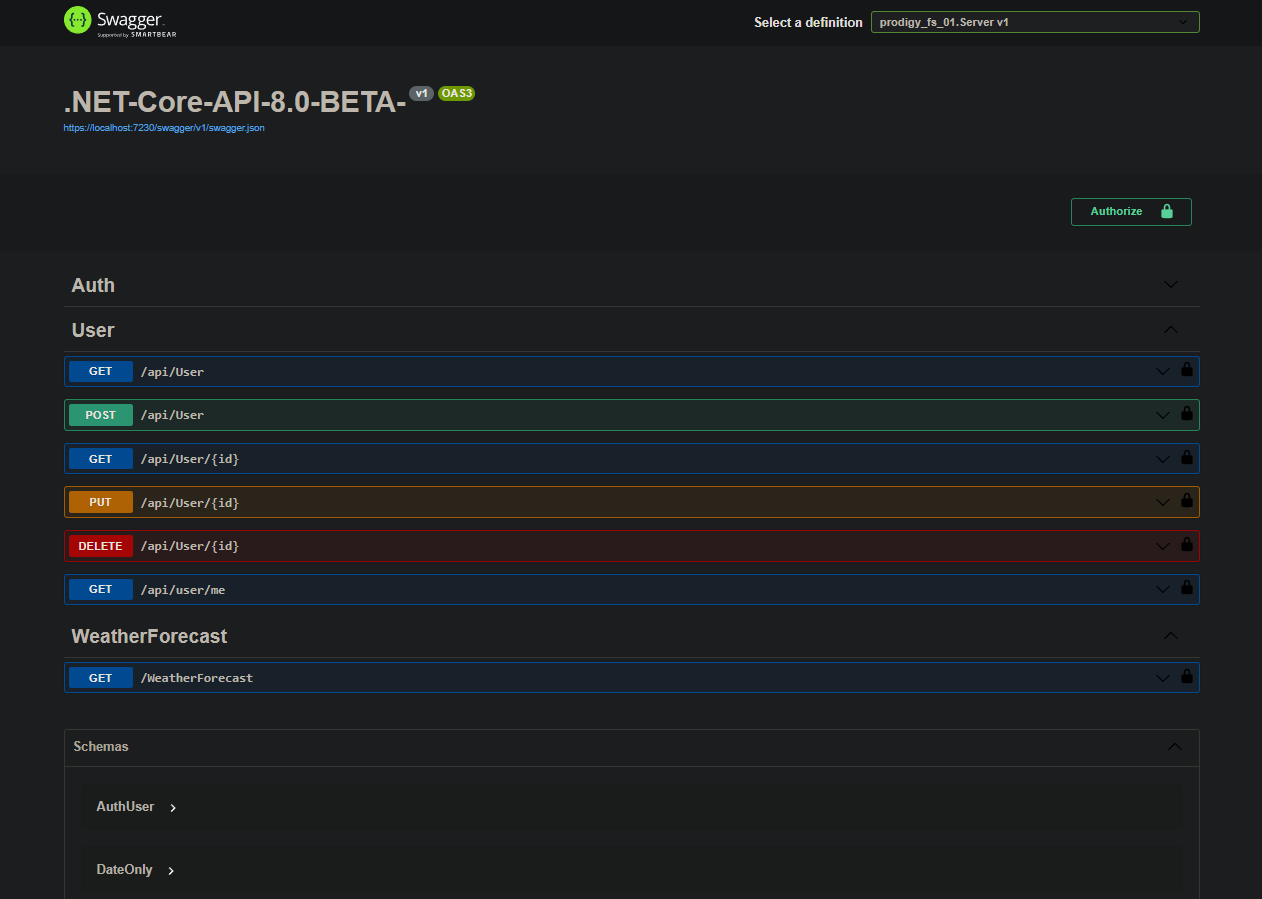 Swagger
Supported by SMARTBEAR
Select a definition
prodigy_fs_01.Server v1
.NET-Core-API-8.0-BETA- v1 OAS3
https://localhost:7230/swagger/v1/swagger.json
Authorize
Auth
User
GET /api/User
POST /api/User
GET /api/User/{id}
PUT /api/User/{id}
DELETE /api/User/{id}
GET /api/user/me
WeatherForecast
GET /WeatherForecast
Schemas
AuthUser
DateOnly